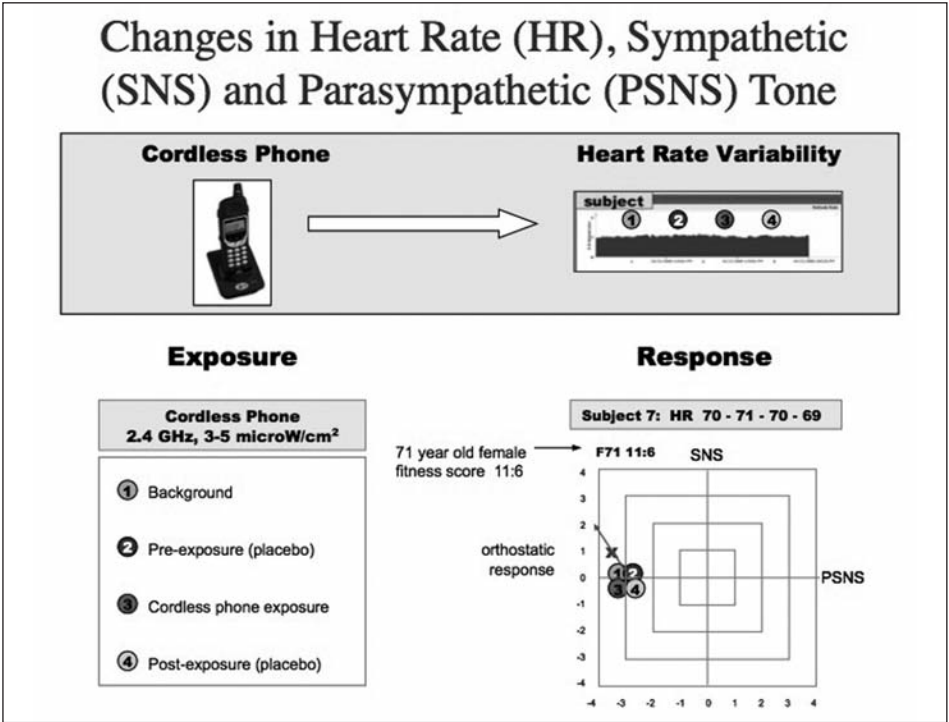 Changes in Heart Rate (HR), Sympathetic
(SNS) and Parasympathetic (PSNS) Tone
Cordless Phone
Heart Rate Variability
subject
1 2 3 4
Exposure
Response
Cordless Phone
2.4 GHz, 3-5 microW/cm²
1 Background
2 Pre-exposure (placebo)
3 Cordless phone exposure
4 Post-exposure (placebo)
Subject 7: HR 70 - 71 - 70 - 69
71 year old female
fitness score 11:6
F71 11:6
SNS
orthostatic
response
PSNS
X
1 2
3 4
4
3
2
1
0
-1
-2
-3
-4
-4 -3 -2 -1 0 1 2 3 4